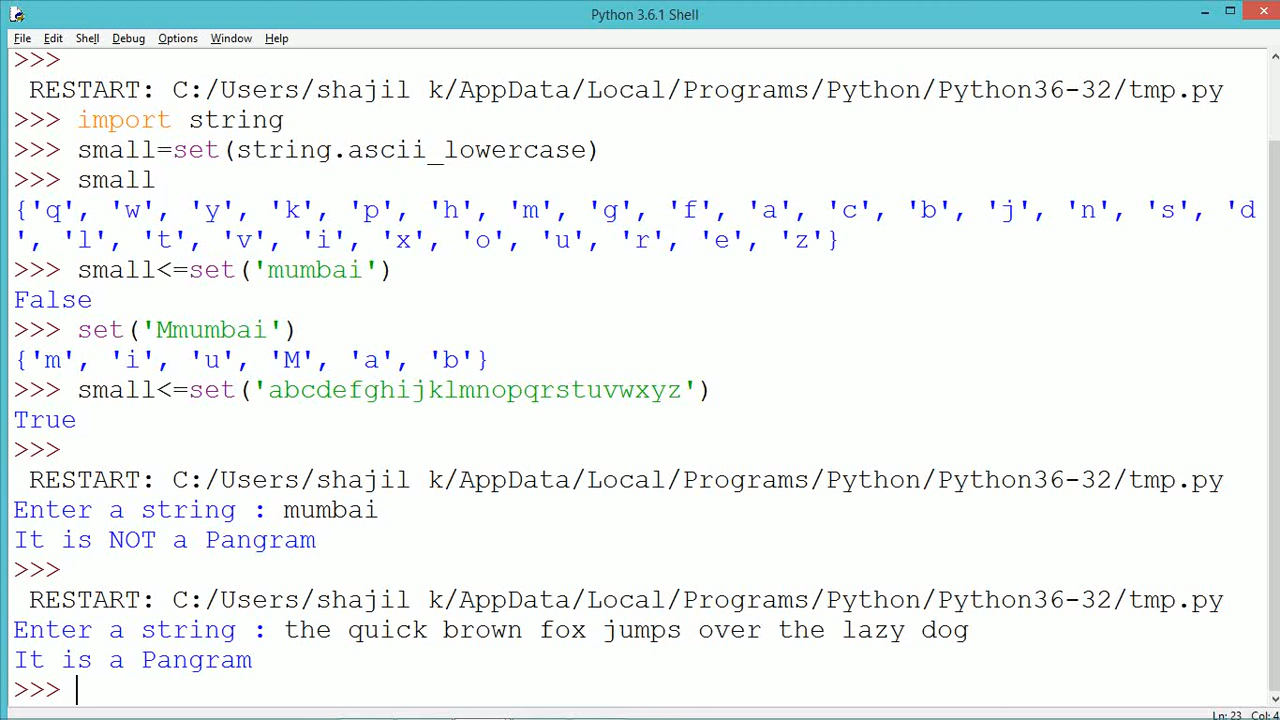 Python 3.6.1 Shell
File Edit Shell Debug Options Window Help
>>>
RESTART: C:/Users/shajil k/AppData/Local/Programs/Python/Python36-32/tmp.py
>>> import string
>>> small=set(string.ascii_lowercase)
>>> small
{'q', 'w', 'y', 'k', 'p', 'h', 'm', 'g', 'f', 'a', 'c', 'b', 'j', 'n', 's', 'd
', 'l', 't', 'v', 'i', 'x', 'o', 'u', 'r', 'e', 'z'}
>>> small<=set('mumbai')
False
>>> set('Mmumbai')
{'m', 'i', 'u', 'M', 'a', 'b'}
>>> small<=set('abcdefghijklmnopqrstuvwxyz')
True
>>>
RESTART: C:/Users/shajil k/AppData/Local/Programs/Python/Python36-32/tmp.py
Enter a string : mumbai
It is NOT a Pangram
>>>
RESTART: C:/Users/shajil k/AppData/Local/Programs/Python/Python36-32/tmp.py
Enter a string : the quick brown fox jumps over the lazy dog
It is a Pangram
>>>
Ln: 23 Col: 4